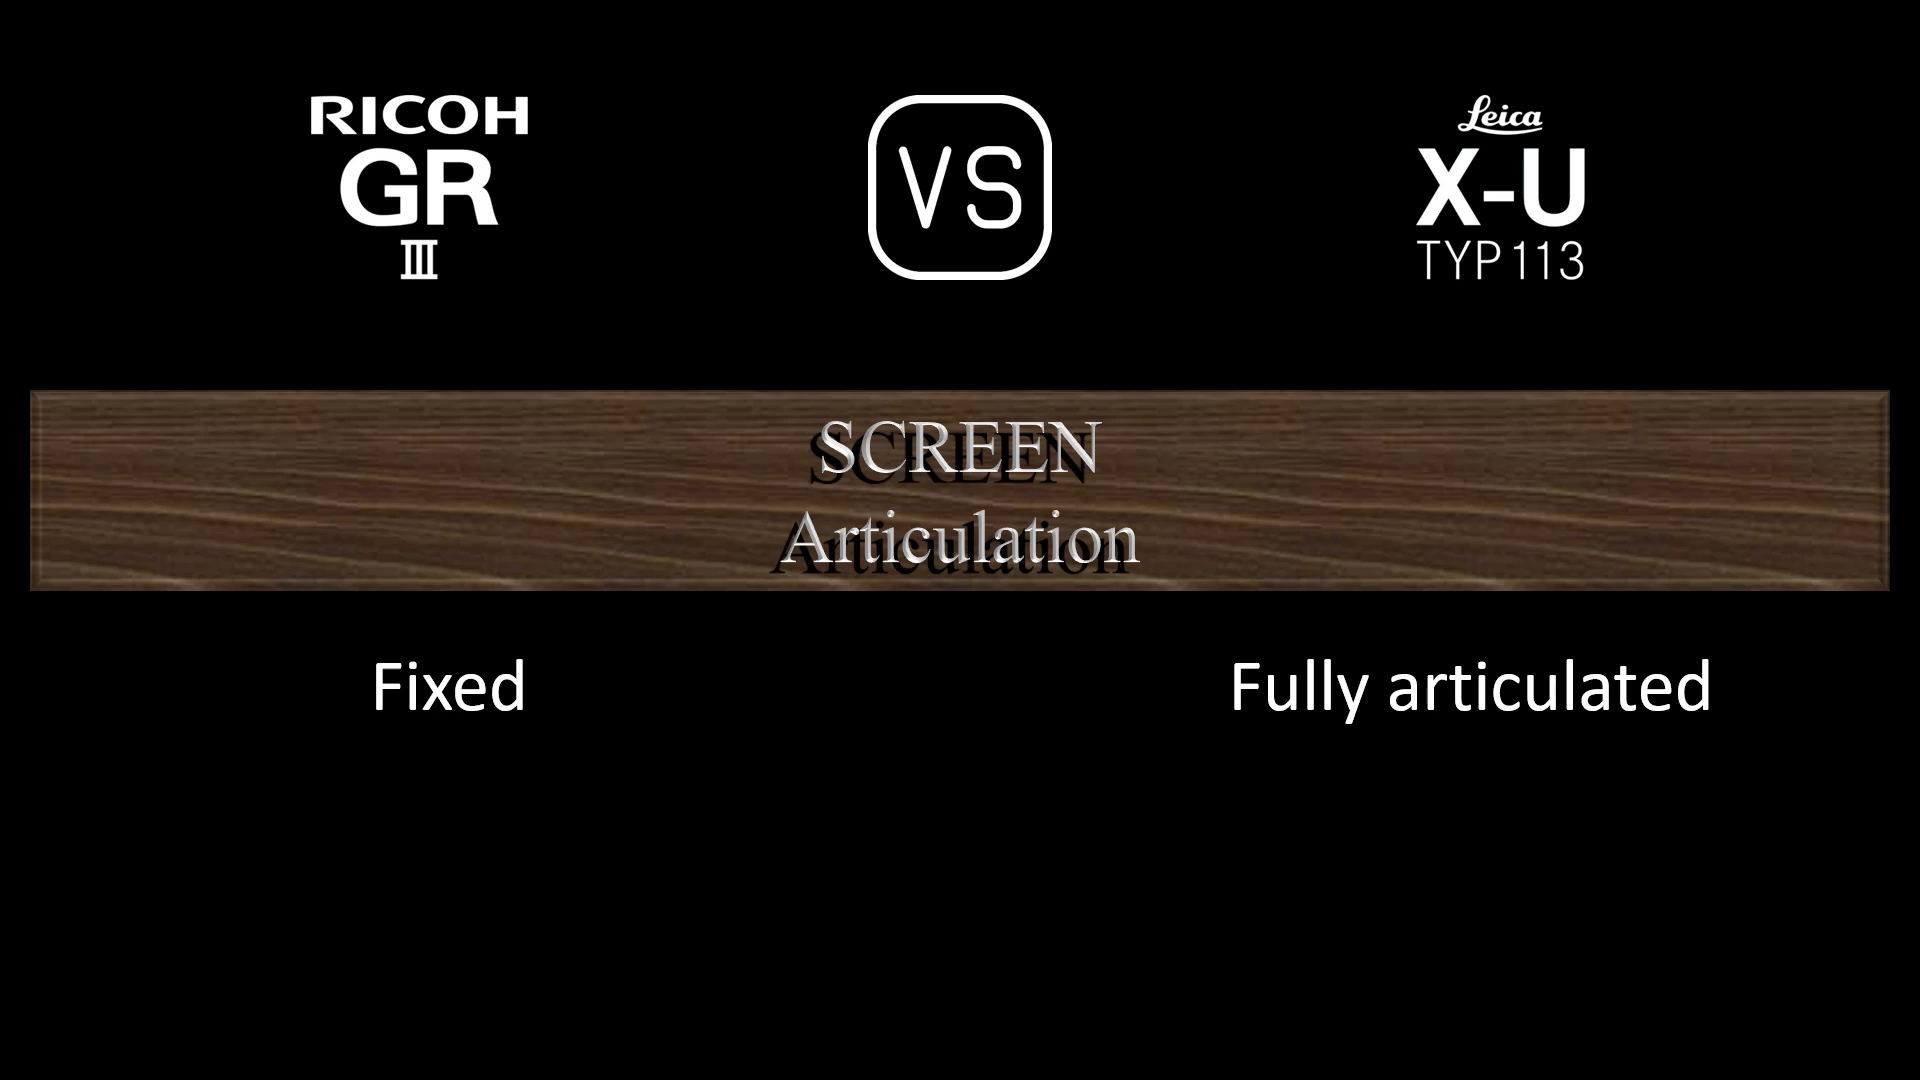 RICOH
GR
III
VS
Leica
X-U
TYP 113
SCREEN
Articulation
Fixed
Fully articulated